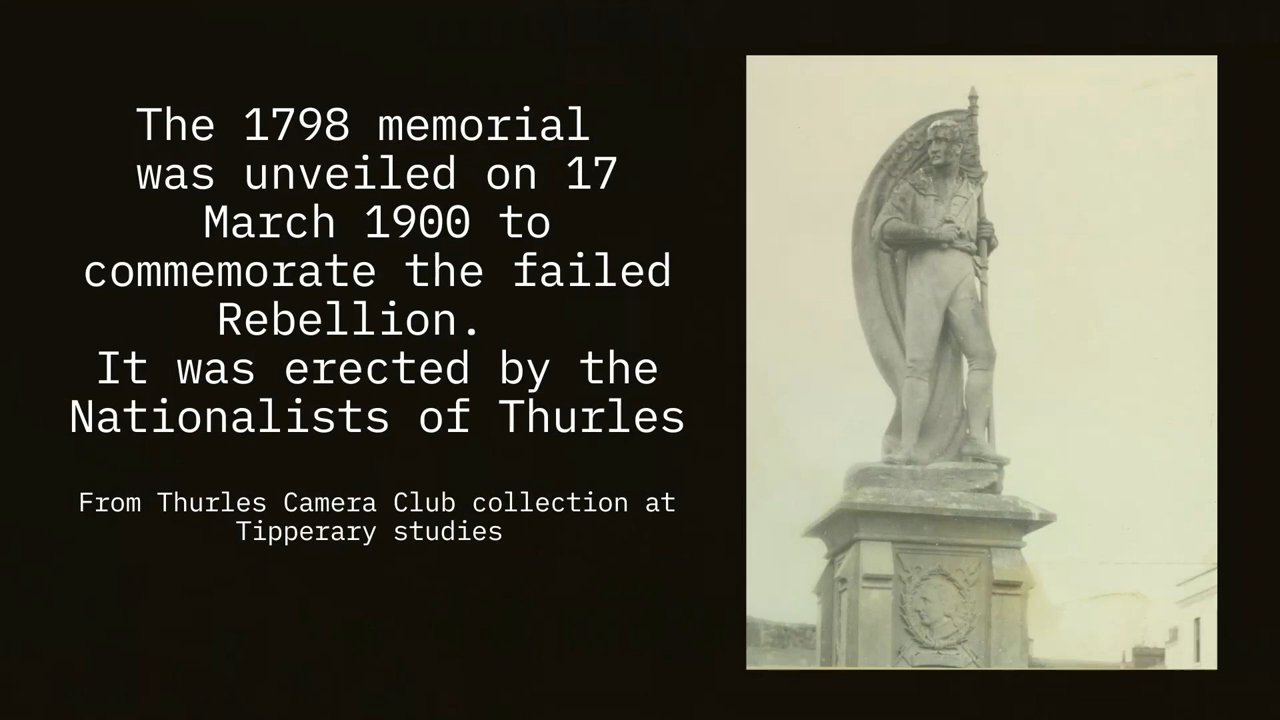 The 1798 memorial
was unveiled on 17
March 1900 to
commemorate the failed
Rebellion.
It was erected by the
Nationalists of Thurles
From Thurles Camera Club collection at
Tipperary studies